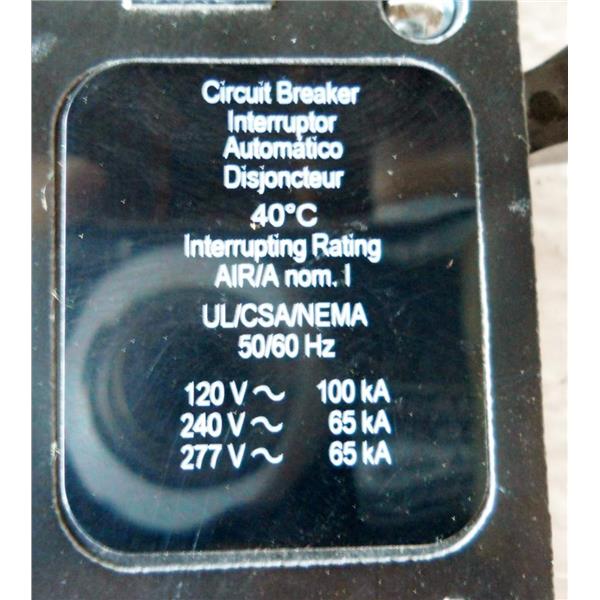 Circuit Breaker
Interruptor
Automático
Disjoncteur
40°C
Interrupting Rating
AIR/A nom. I
UL/CSA/NEMA
50/60 Hz
120 V ~ 100 kA
240 V ~ 65 kA
277 V ~ 65 kA